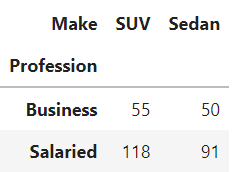 Make SUV Sedan
Profession
Business 55 50
Salaried 118 91